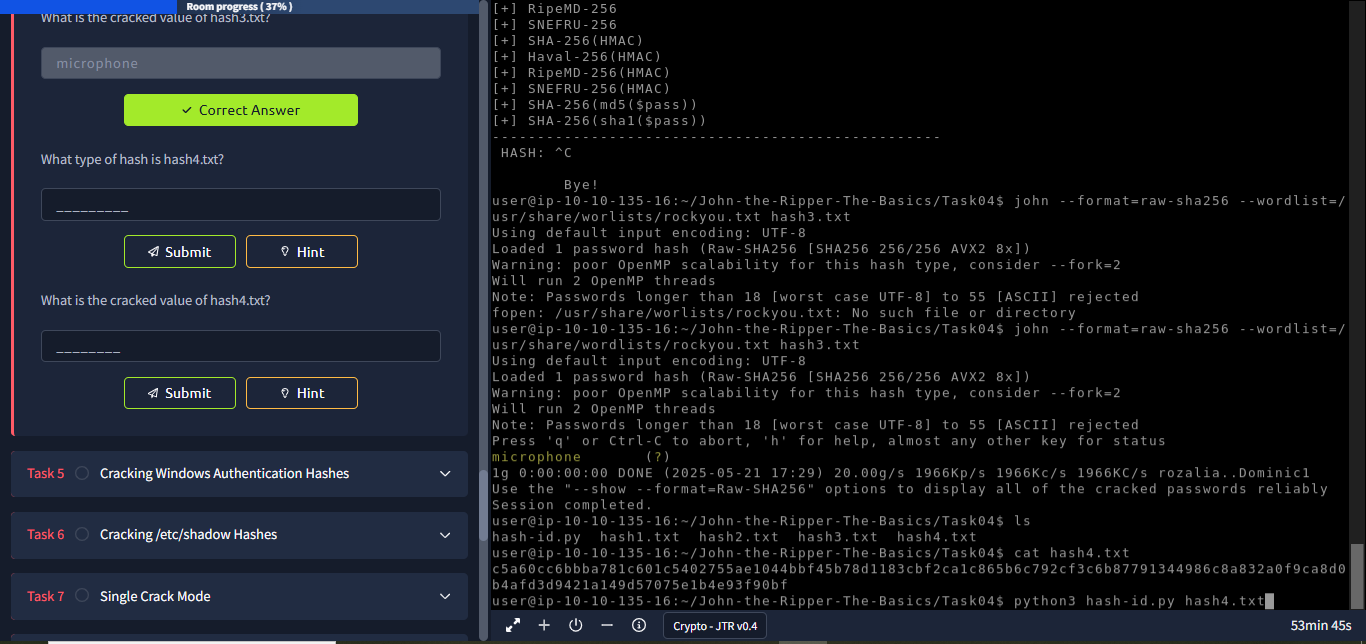 Room progress ( 37% )
What is the cracked value of hash3.txt?
microphone
Correct Answer
What type of hash is hash4.txt?
_________
Submit
Hint
What is the cracked value of hash4.txt?
________
Submit
Hint
Task 5 Cracking Windows Authentication Hashes
Task 6 Cracking /etc/shadow Hashes
Task 7 Single Crack Mode
[+] RipeMD-256
[+] SNEFRU-256
[+] SHA-256(HMAC)
[+] Haval-256(HMAC)
[+] RipeMD-256(HMAC)
[+] SNEFRU-256(HMAC)
[+] SHA-256(md5($pass))
[+] SHA-256(sha1($pass))
--------------------------------------------------
HASH: ^C
Bye!
user@ip-10-10-135-16:~/John-the-Ripper-The-Basics/Task04$ john --format=raw-sha256 --wordlist=/
usr/share/worlists/rockyou.txt hash3.txt
Using default input encoding: UTF-8
Loaded 1 password hash (Raw-SHA256 [SHA256 256/256 AVX2 8x])
Warning: poor OpenMP scalability for this hash type, consider --fork=2
Will run 2 OpenMP threads
Note: Passwords longer than 18 [worst case UTF-8] to 55 [ASCII] rejected
fopen: /usr/share/worlists/rockyou.txt: No such file or directory
user@ip-10-10-135-16:~/John-the-Ripper-The-Basics/Task04$ john --format=raw-sha256 --wordlist=/
usr/share/wordlists/rockyou.txt hash3.txt
Using default input encoding: UTF-8
Loaded 1 password hash (Raw-SHA256 [SHA256 256/256 AVX2 8x])
Warning: poor OpenMP scalability for this hash type, consider --fork=2
Will run 2 OpenMP threads
Note: Passwords longer than 18 [worst case UTF-8] to 55 [ASCII] rejected
Press 'q' or Ctrl-C to abort, 'h' for help, almost any other key for status
microphone (?)
1g 0:00:00:00 DONE (2025-05-21 17:29) 20.00g/s 1966Kp/s 1966Kc/s 1966KC/s rozalia..Dominic1
Use the "--show --format=Raw-SHA256" options to display all of the cracked passwords reliably
Session completed.
user@ip-10-10-135-16:~/John-the-Ripper-The-Basics/Task04$ ls
hash-id.py hash1.txt hash2.txt hash3.txt hash4.txt
user@ip-10-10-135-16:~/John-the-Ripper-The-Basics/Task04$ cat hash4.txt
c5a60cc6bbba781c601c5402755ae1044bbf45b78d1183cbf2ca1c865b6c792cf3c6b87791344986c8a832a0f9ca8d0
b4afd3d9421a149d57075e1b4e93f90bf
user@ip-10-10-135-16:~/John-the-Ripper-The-Basics/Task04$ python3 hash-id.py hash4.txt
Crypto - JTR v0.4
53min 45s